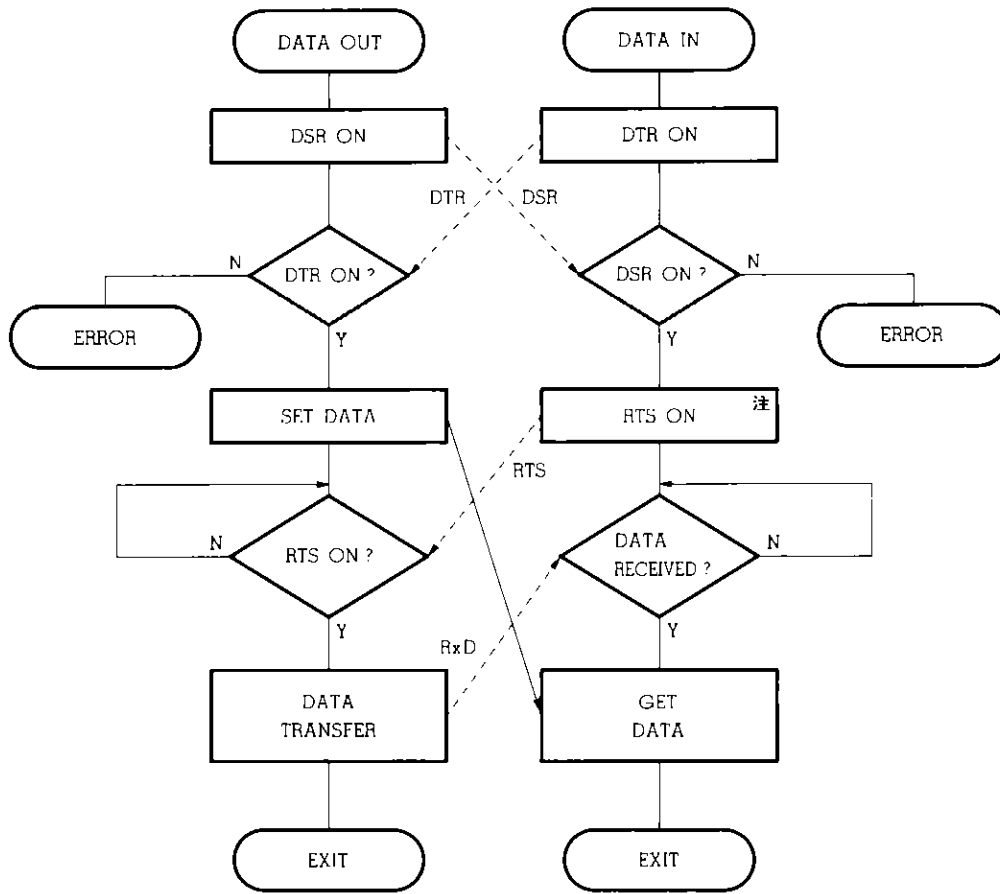 DATA OUT
DATA IN
DSR ON
DTR ON
DTR
DSR
N
DTR ON ?
DSR ON ?
N
ERROR
Y
Y
ERROR
SET DATA
RTS ON
注
RTS
N
RTS ON ?
DATA
RECEIVED ?
N
Y
Y
RxD
DATA
TRANSFER
GET
DATA
EXIT
EXIT